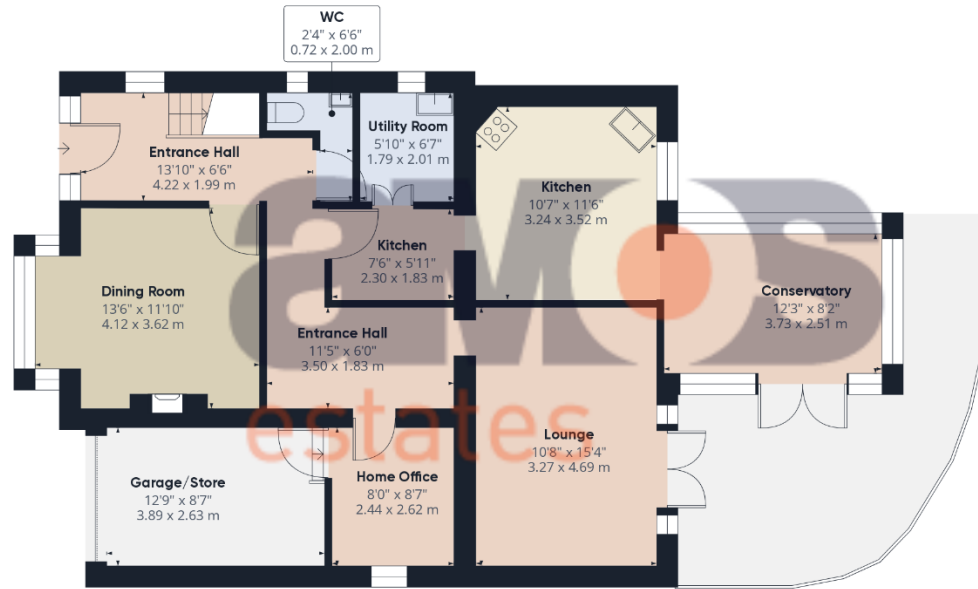 WC
2'4" x 6'6"
0.72 x 2.00 m
Entrance Hall
13'10" x 6'6"
4.22 x 1.99 m
Utility Room
5'10" x 6'7"
1.79 x 2.01 m
Kitchen
10'7" x 11'6"
3.24 x 3.52 m
Kitchen
7'6" x 5'11"
2.30 x 1.83 m
Dining Room
13'6" x 11'10"
4.12 x 3.62 m
Conservatory
12'3" x 8'2"
3.73 x 2.51 m
Entrance Hall
11'5" x 6'0"
3.50 x 1.83 m
Lounge
10'8" x 15'4"
3.27 x 4.69 m
Garage/Store
12'9" x 8'7"
3.89 x 2.63 m
Home Office
8'0" x 8'7"
2.44 x 2.62 m
amos
estates